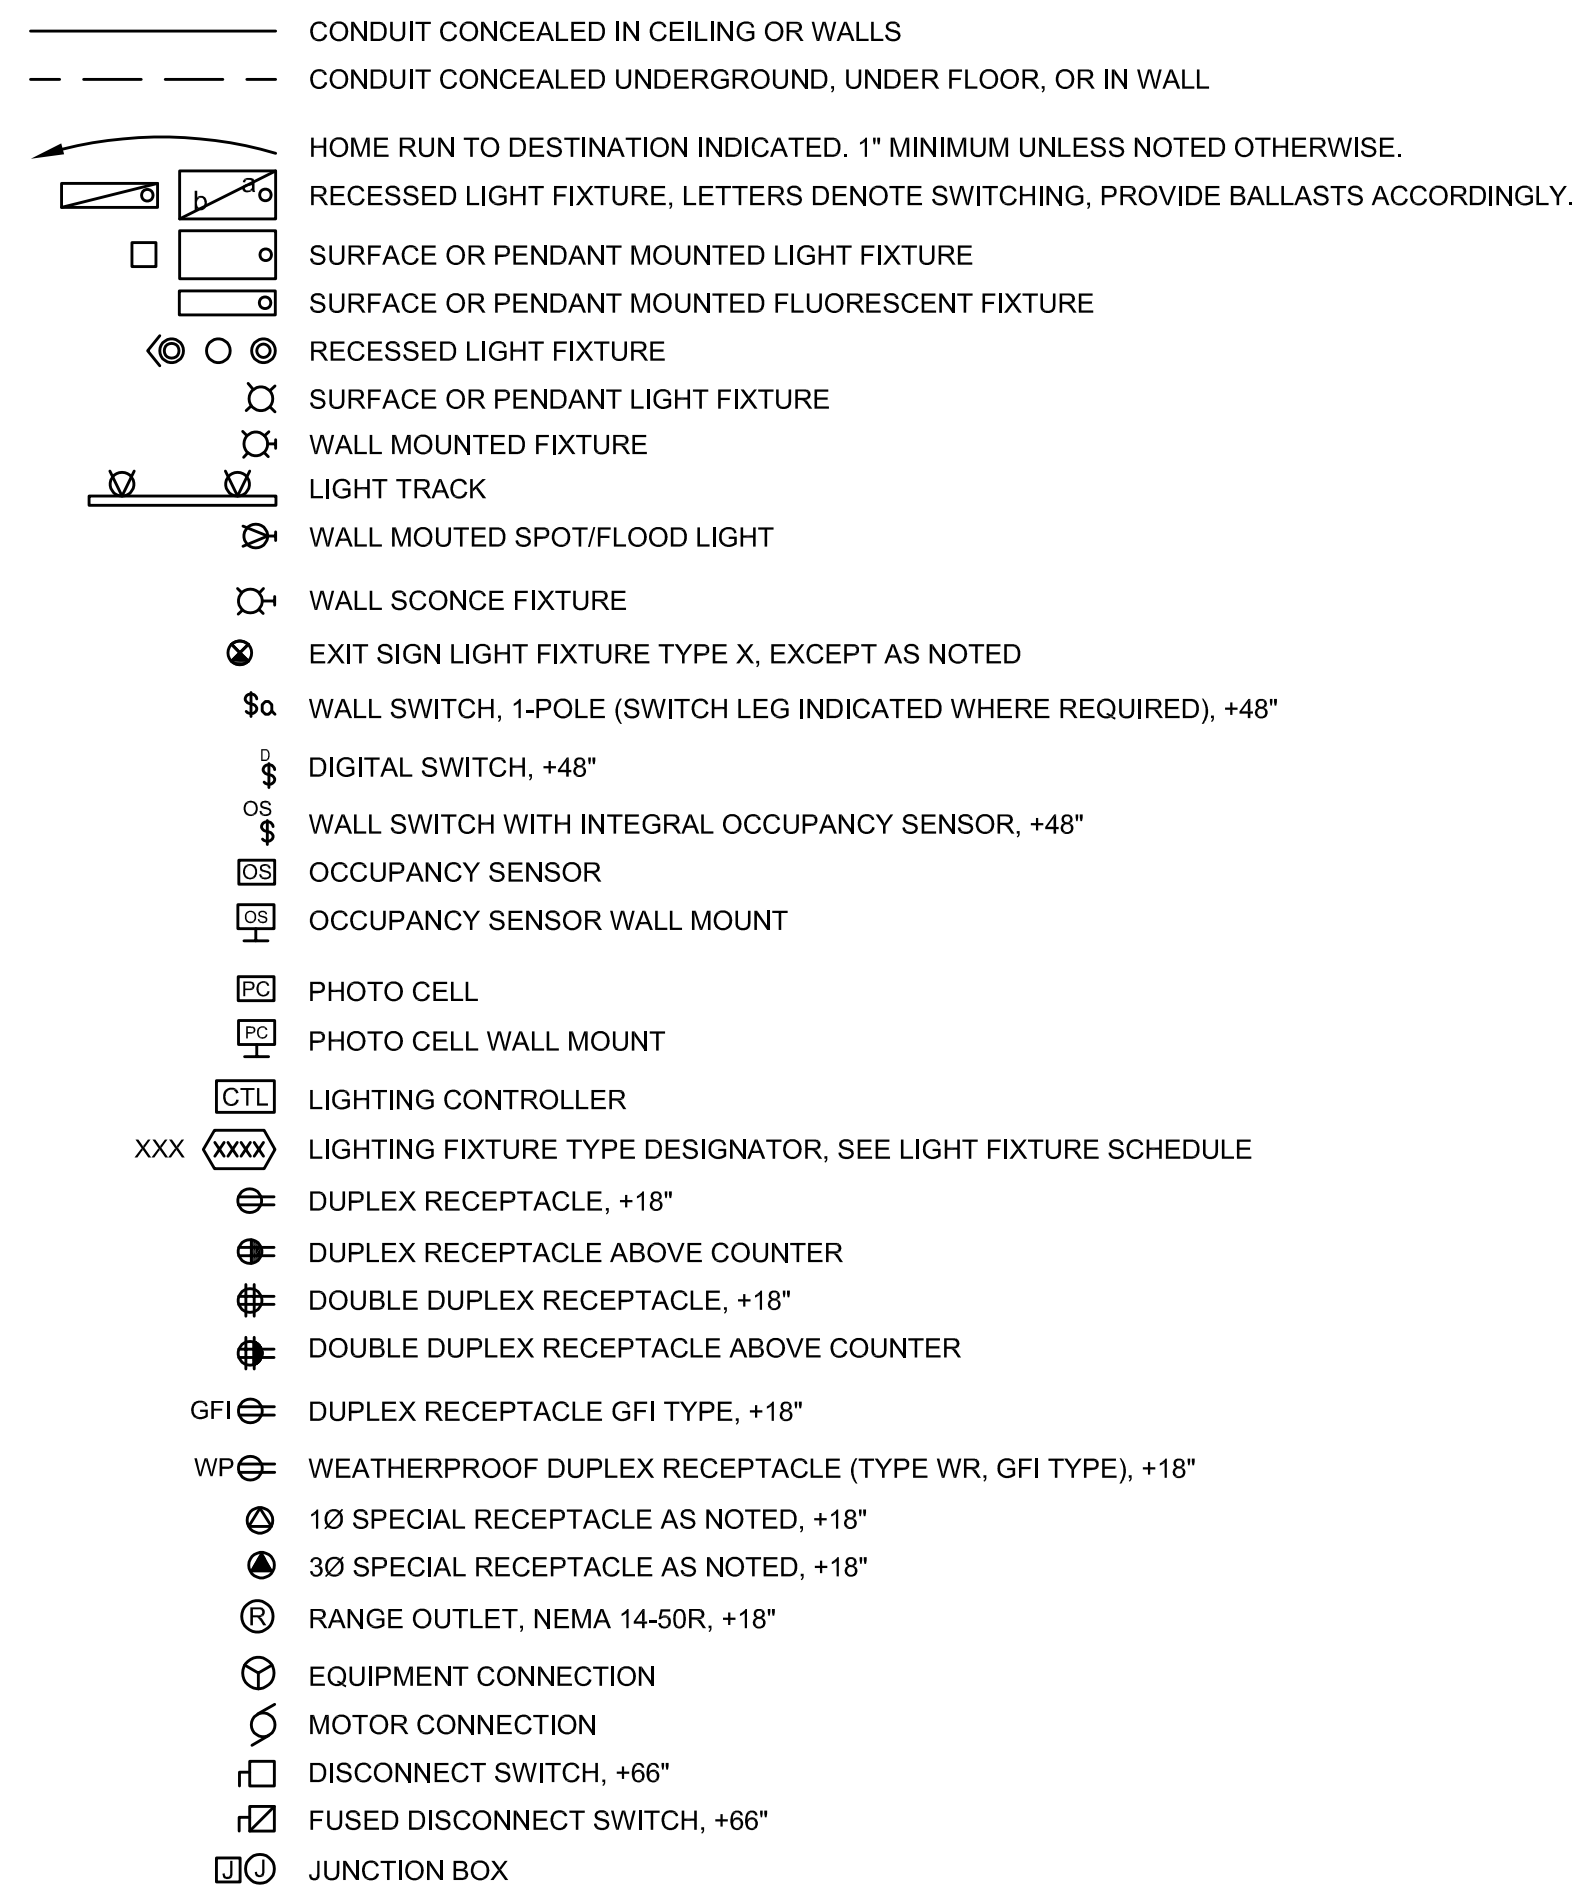 CONDUIT CONCEALED IN CEILING OR WALLS
CONDUIT CONCEALED UNDERGROUND, UNDER FLOOR, OR IN WALL
HOME RUN TO DESTINATION INDICATED. 1" MINIMUM UNLESS NOTED OTHERWISE.
b a RECESSED LIGHT FIXTURE, LETTERS DENOTE SWITCHING, PROVIDE BALLASTS ACCORDINGLY.
SURFACE OR PENDANT MOUNTED LIGHT FIXTURE
SURFACE OR PENDANT MOUNTED FLUORESCENT FIXTURE
RECESSED LIGHT FIXTURE
SURFACE OR PENDANT LIGHT FIXTURE
WALL MOUNTED FIXTURE
LIGHT TRACK
WALL MOUTED SPOT/FLOOD LIGHT
WALL SCONCE FIXTURE
EXIT SIGN LIGHT FIXTURE TYPE X, EXCEPT AS NOTED
$a WALL SWITCH, 1-POLE (SWITCH LEG INDICATED WHERE REQUIRED), +48"
D
$ DIGITAL SWITCH, +48"
OS
$ WALL SWITCH WITH INTEGRAL OCCUPANCY SENSOR, +48"
OS OCCUPANCY SENSOR
OS OCCUPANCY SENSOR WALL MOUNT
PC PHOTO CELL
PC PHOTO CELL WALL MOUNT
CTL LIGHTING CONTROLLER
XXX XXXX LIGHTING FIXTURE TYPE DESIGNATOR, SEE LIGHT FIXTURE SCHEDULE
DUPLEX RECEPTACLE, +18"
DUPLEX RECEPTACLE ABOVE COUNTER
DOUBLE DUPLEX RECEPTACLE, +18"
DOUBLE DUPLEX RECEPTACLE ABOVE COUNTER
GFI DUPLEX RECEPTACLE GFI TYPE, +18"
WP WEATHERPROOF DUPLEX RECEPTACLE (TYPE WR, GFI TYPE), +18"
1Ø SPECIAL RECEPTACLE AS NOTED, +18"
3Ø SPECIAL RECEPTACLE AS NOTED, +18"
R RANGE OUTLET, NEMA 14-50R, +18"
EQUIPMENT CONNECTION
MOTOR CONNECTION
DISCONNECT SWITCH, +66"
FUSED DISCONNECT SWITCH, +66"
J J JUNCTION BOX